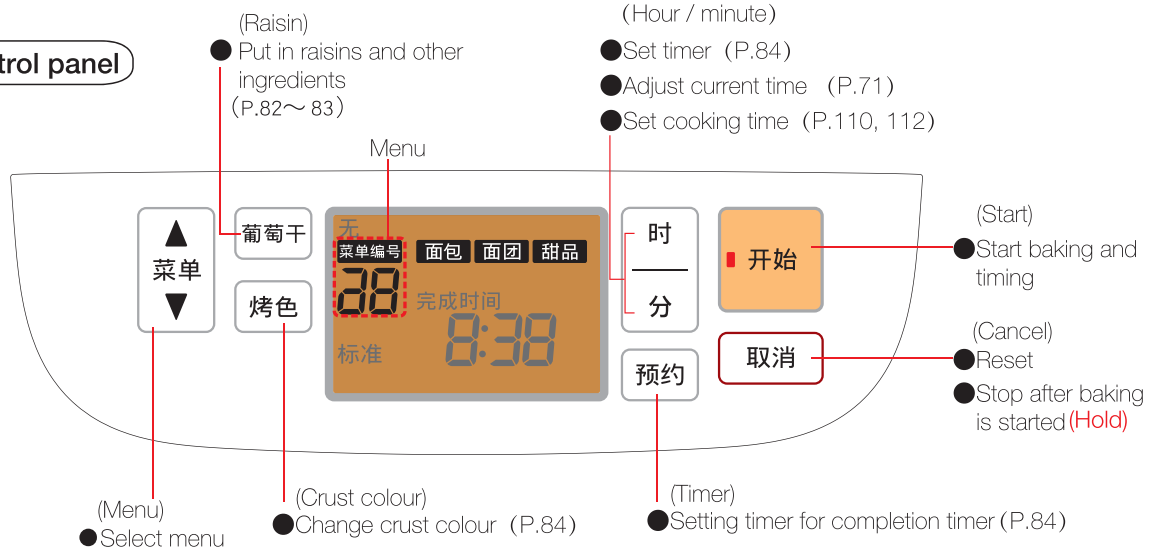 trol panel
(Raisin)
●Put in raisins and other
ingredients
(P.82～ 83)
(Hour / minute)
●Set timer (P.84)
●Adjust current time (P.71)
●Set cooking time (P.110, 112)
Menu
▲
菜单
▼
葡萄干
烤色
无
菜单编号
面包
面团
甜品
38
完成时间
8:38
标准
时
分
预约
开始
取消
(Start)
●Start baking and
timing
(Cancel)
●Reset
●Stop after baking
is started (Hold)
(Menu)
●Select menu
(Crust colour)
●Change crust colour (P.84)
(Timer)
●Setting timer for completion timer (P.84)